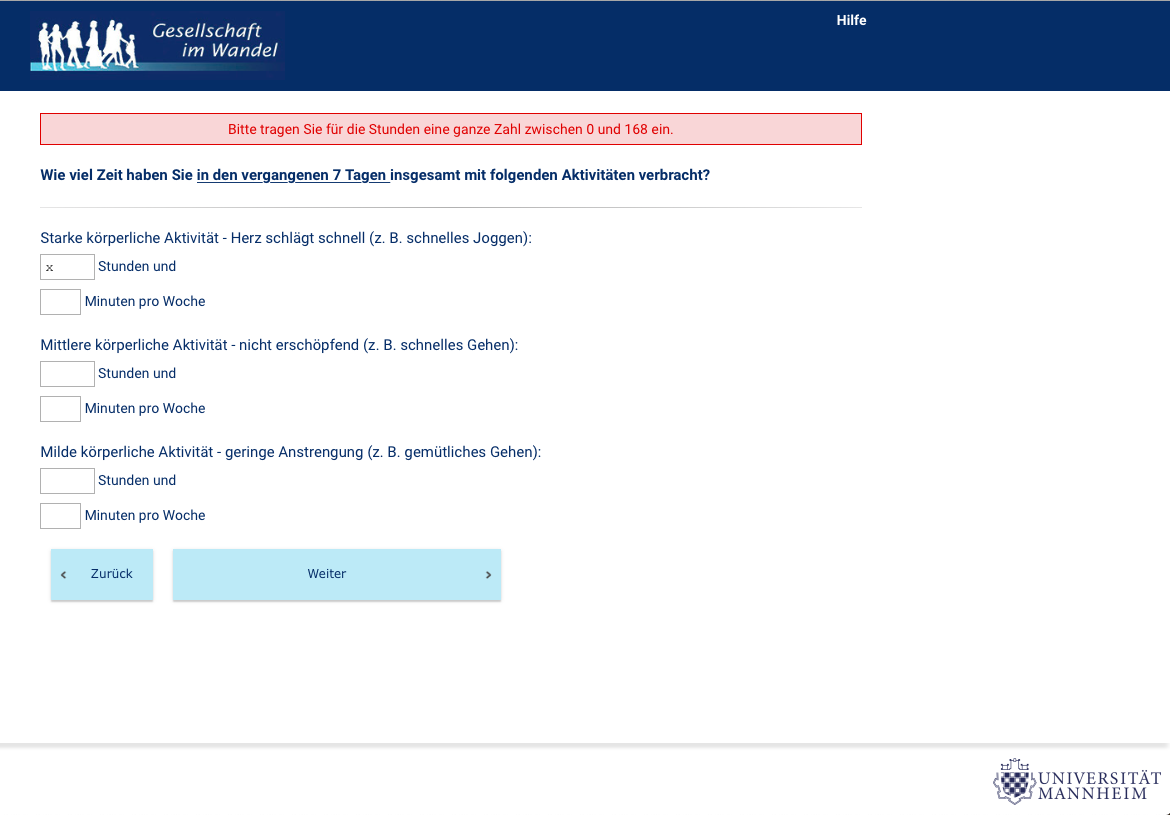 Gesellschaft
im Wandel
Hilfe
Bitte tragen Sie für die Stunden eine ganze Zahl zwischen 0 und 168 ein.
Wie viel Zeit haben Sie in den vergangenen 7 Tagen insgesamt mit folgenden Aktivitäten verbracht?
Starke körperliche Aktivität - Herz schlägt schnell (z. B. schnelles Joggen):
x Stunden und
Minuten pro Woche
Mittlere körperliche Aktivität - nicht erschöpfend (z. B. schnelles Gehen):
Stunden und
Minuten pro Woche
Milde körperliche Aktivität - geringe Anstrengung (z. B. gemütliches Gehen):
Stunden und
Minuten pro Woche
‹ Zurück Weiter ›
UNIVERSITÄT
MANNHEIM